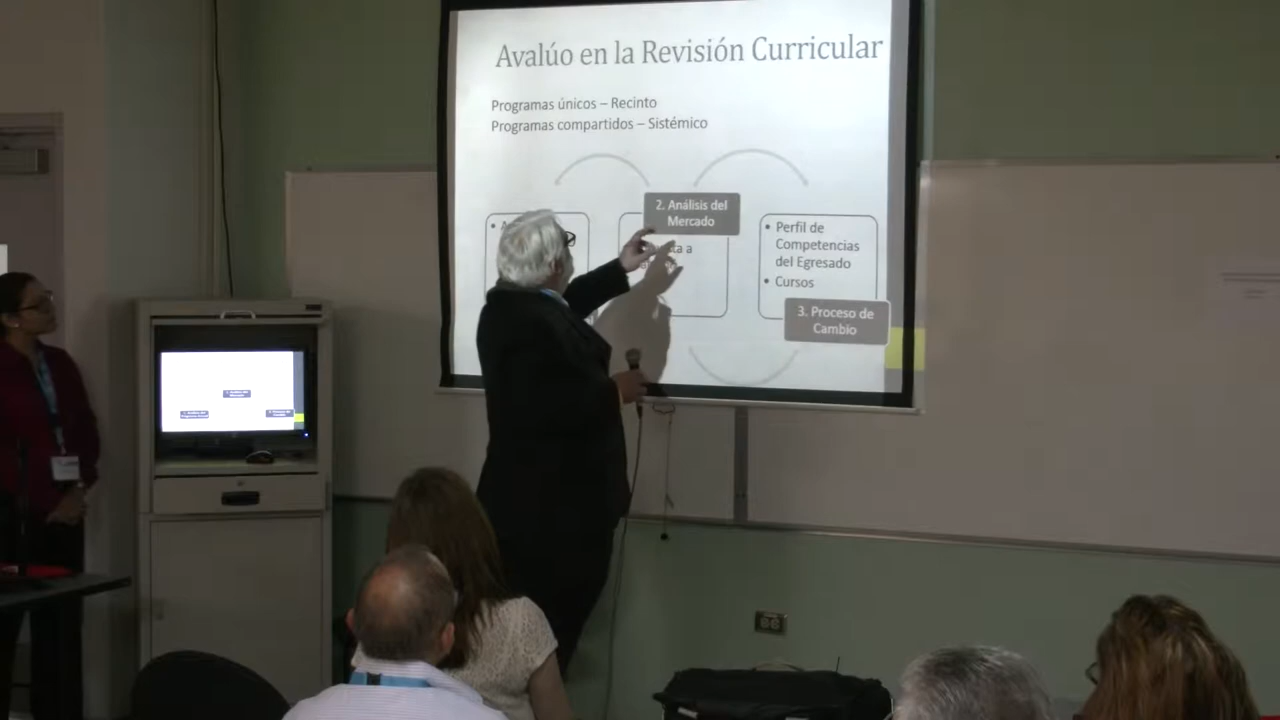 Avalúo en la Revisión Curricular
Programas únicos – Recinto
Programas compartidos – Sistémico
2. Análisis del
Mercado
• Perfil de
Competencias
del Egresado
• Cursos
3. Proceso de
Cambio